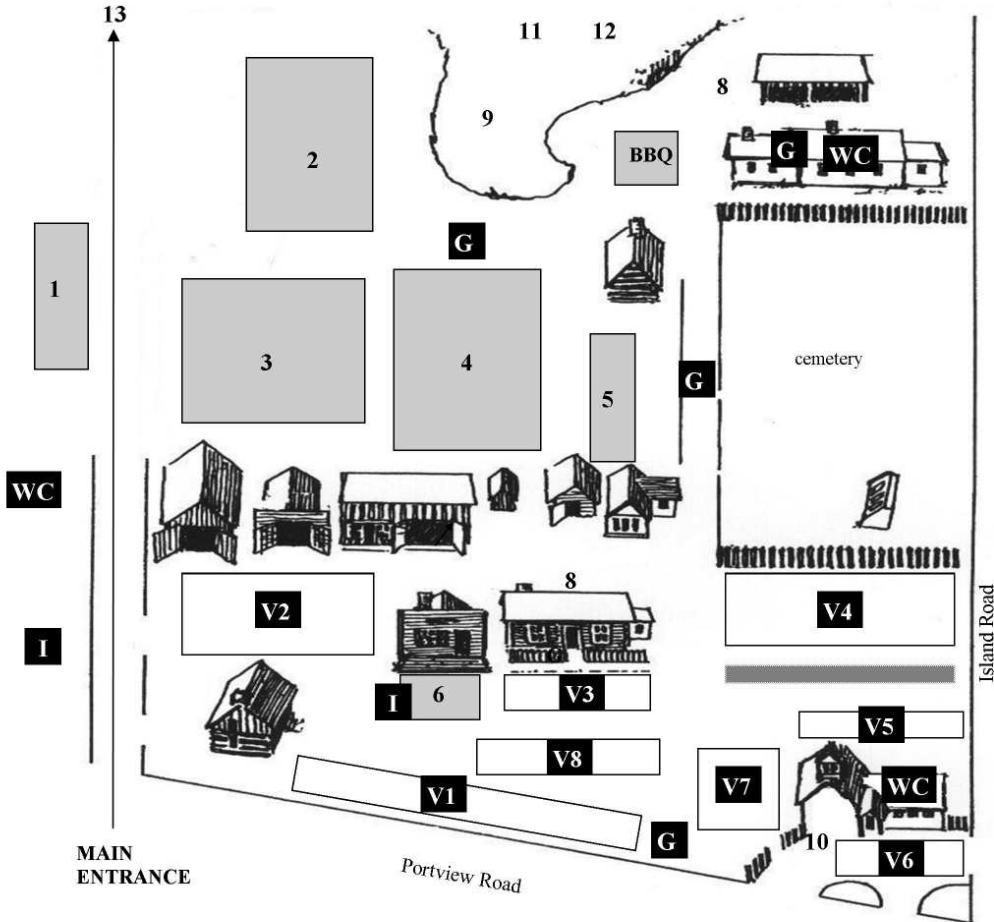 13
11
12
8
9
2
BBQ
G
WC
G
1
3
4
5
G
cemetery
WC
8
V2
V4
I
Island Road
I
6
V3
V5
V8
V7
WC
V1
G
10
V6
MAIN
ENTRANCE
Portview Road